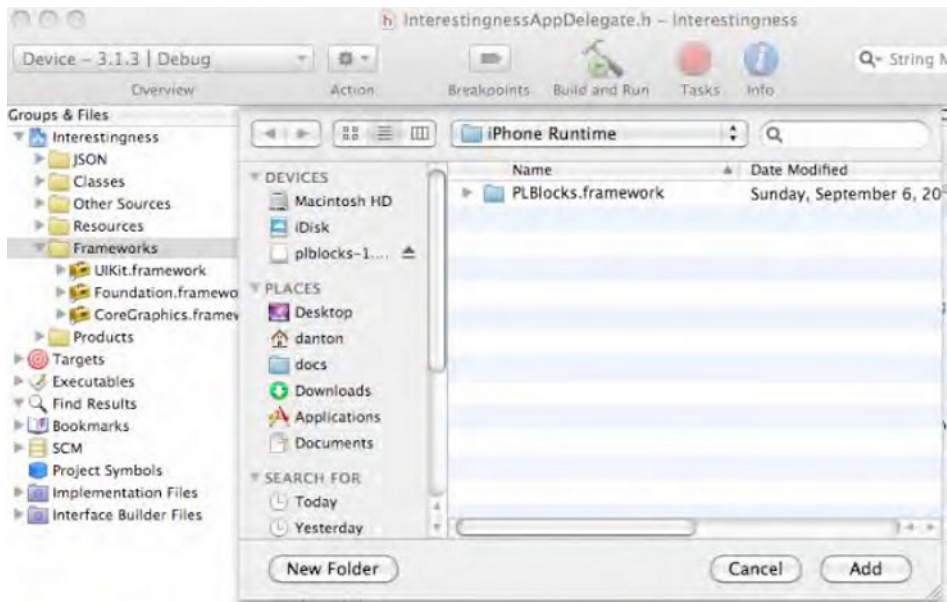 InterestingnessAppDelegate.h – Interestingness
Device – 3.1.3 | Debug
String
Overview
Action
Breakpoints
Build and Run
Tasks
Info
Groups & Files
Interestingness
JSON
Classes
Other Sources
Resources
Frameworks
UIKit.framework
Foundation.framewo
CoreGraphics.framew
Products
Targets
Executables
Find Results
Bookmarks
SCM
Project Symbols
Implementation Files
Interface Builder Files
iPhone Runtime
DEVICES
Macintosh HD
iDisk
plblocks-1....
PLACES
Desktop
danton
docs
Downloads
Applications
Documents
SEARCH FOR
Today
Yesterday
Name
Date Modified
PLBlocks.framework
Sunday, September 6, 20
New Folder
Cancel
Add